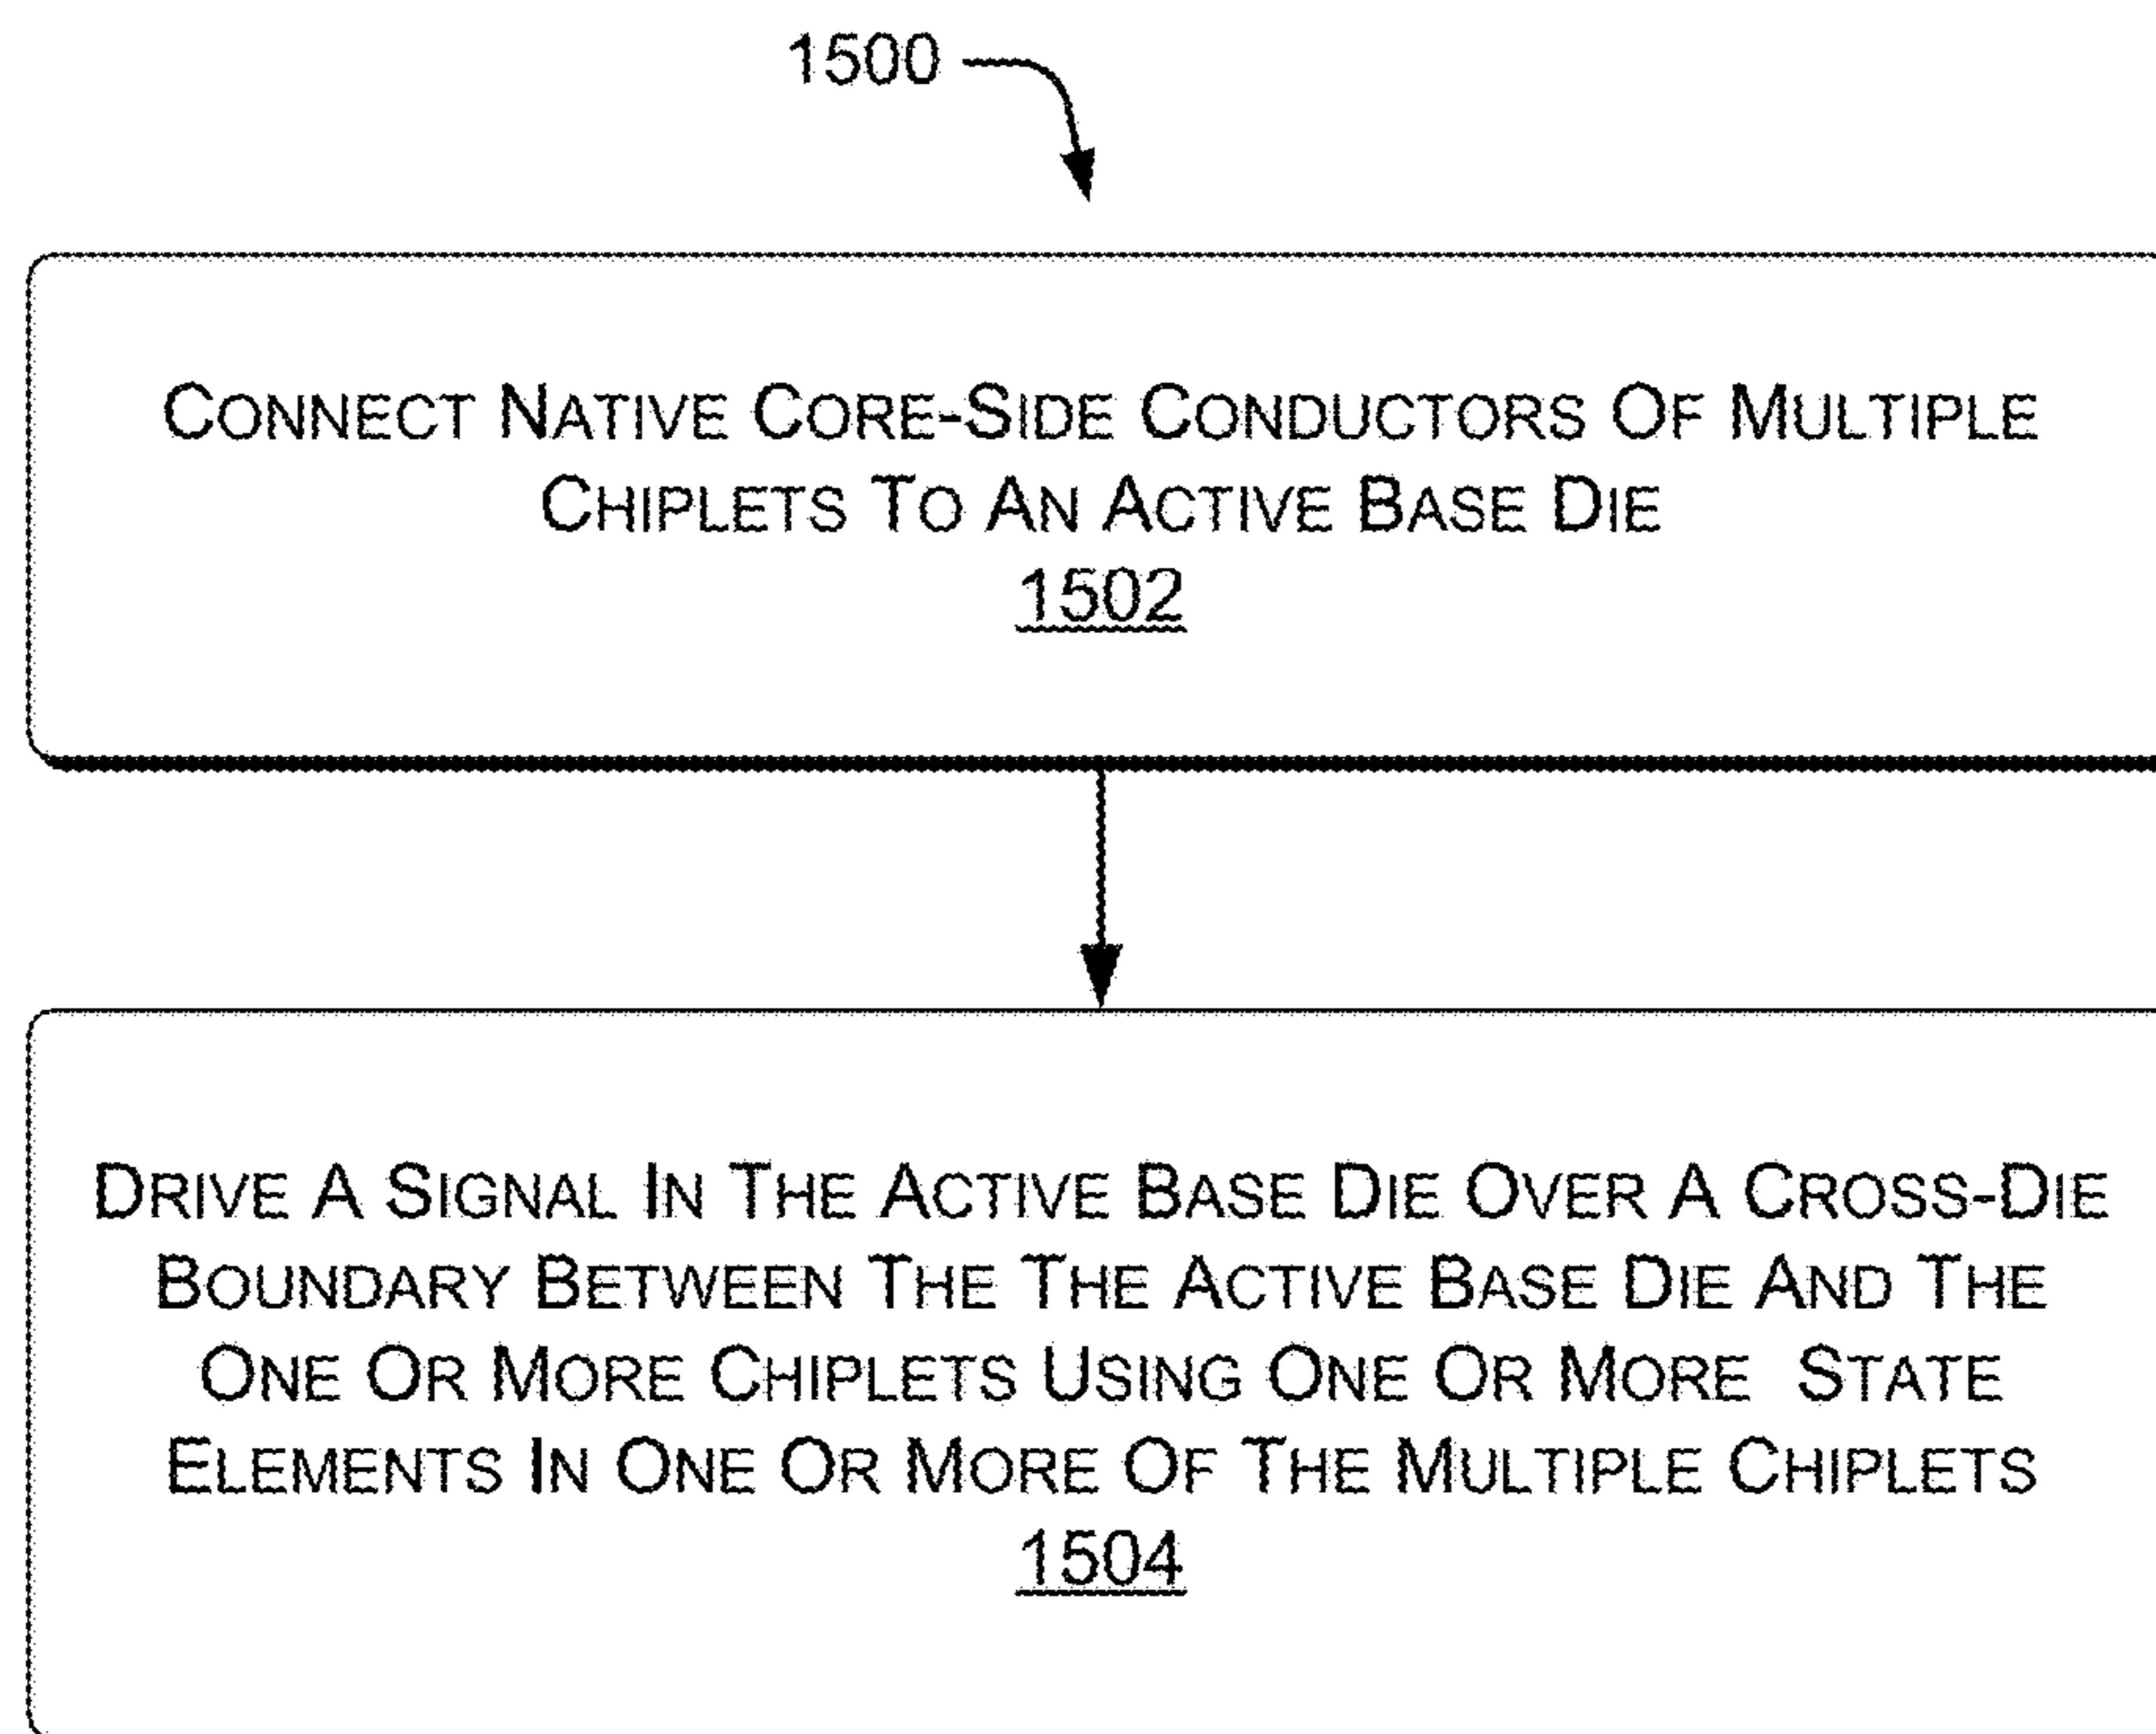 1500
CONNECT NATIVE CORE-SIDE CONDUCTORS OF MULTIPLE
CHIPLETS TO AN ACTIVE BASE DIE
1502
DRIVE A SIGNAL IN THE ACTIVE BASE DIE OVER A CROSS-DIE
BOUNDARY BETWEEN THE THE ACTIVE BASE DIE AND THE
ONE OR MORE CHIPLETS USING ONE OR MORE STATE
ELEMENTS IN ONE OR MORE OF THE MULTIPLE CHIPLETS
1504